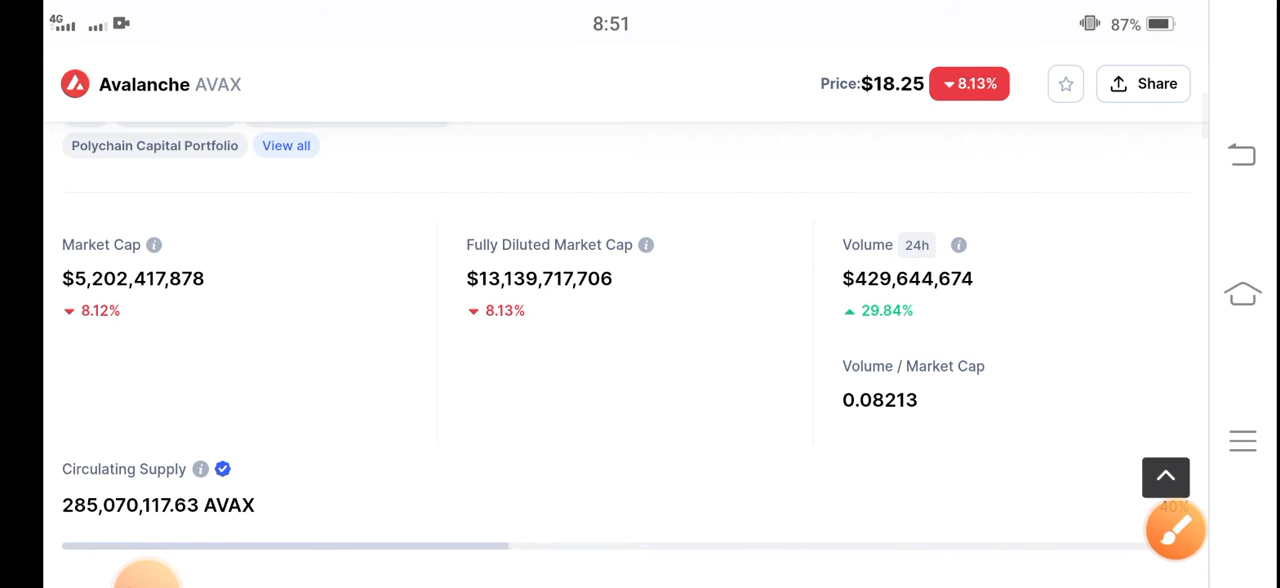 4G 8:51 87%
Avalanche AVAX Price:$18.25 8.13% Share
Polychain Capital Portfolio View all
Market Cap Fully Diluted Market Cap Volume 24h
$5,202,417,878 $13,139,717,706 $429,644,674
8.12% 8.13% 29.84%
Volume / Market Cap
0.08213
Circulating Supply
285,070,117.63 AVAX
40%